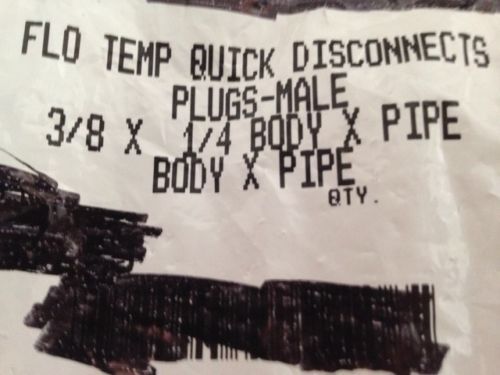 FLO TEMP QUICK DISCONNECTS
PLUGS-MALE
3/8 X 1/4 BODY X PIPE
BODY X PIPE
QTY.